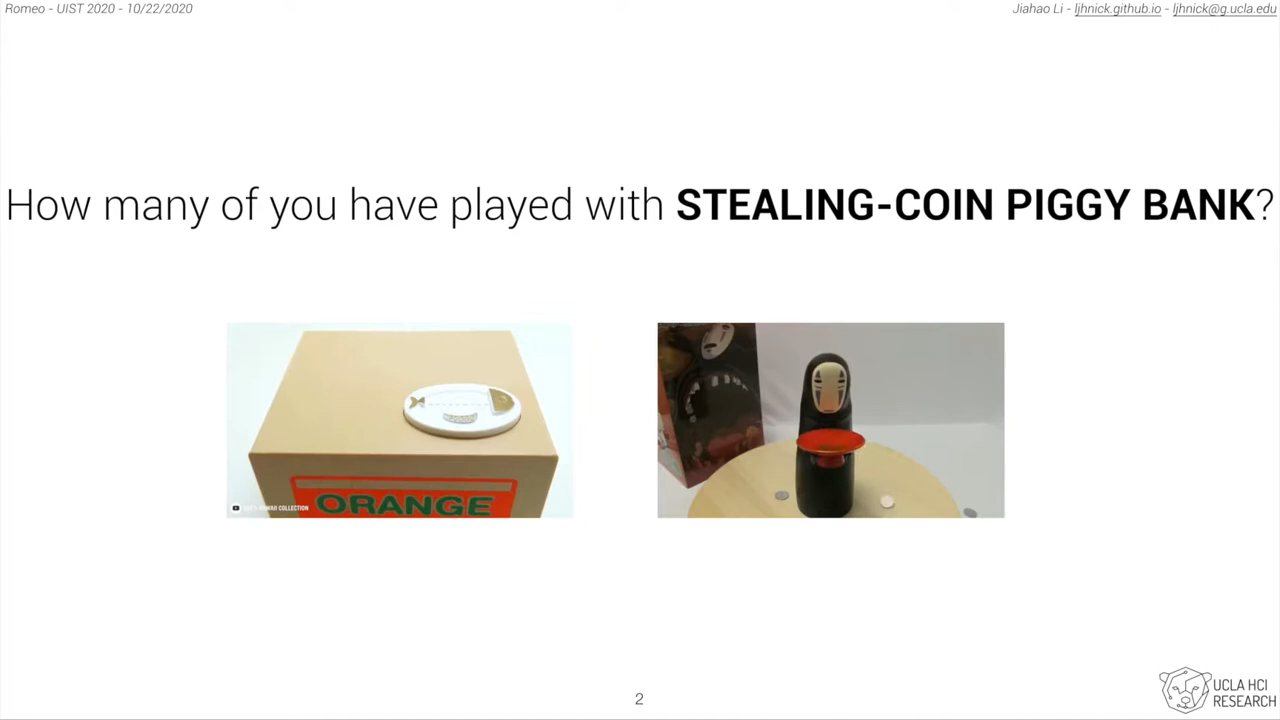 Romeo - UIST 2020 - 10/22/2020
Jiahao Li - ljhnick.github.io - ljhnick@g.ucla.edu
How many of you have played with STEALING-COIN PIGGY BANK?
ORANGE
COLLECTION
2
UCLA HCI
RESEARCH